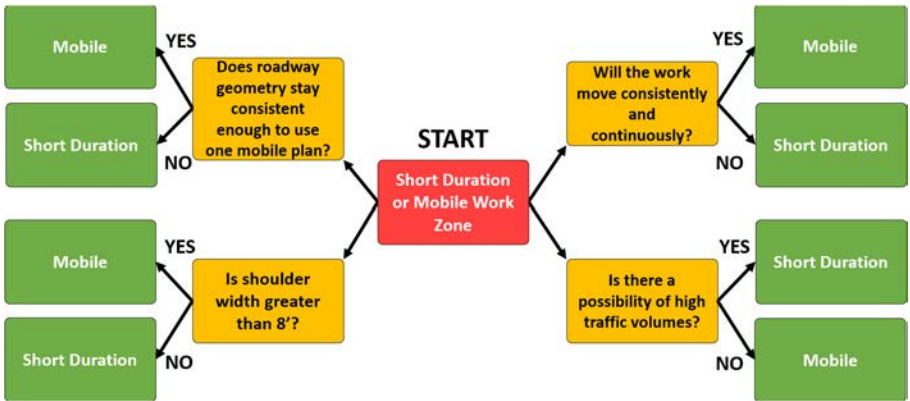 Mobile
YES
Does roadway
geometry stay
consistent
enough to use
one mobile plan?
Short Duration
NO
START
Short Duration
or Mobile Work
Zone
Will the work
move consistently
and
continuously?
YES
Mobile
NO
Short Duration
Mobile
YES
Is shoulder
width greater
than 8’?
Short Duration
NO
Is there a
possibility of high
traffic volumes?
YES
Short Duration
NO
Mobile